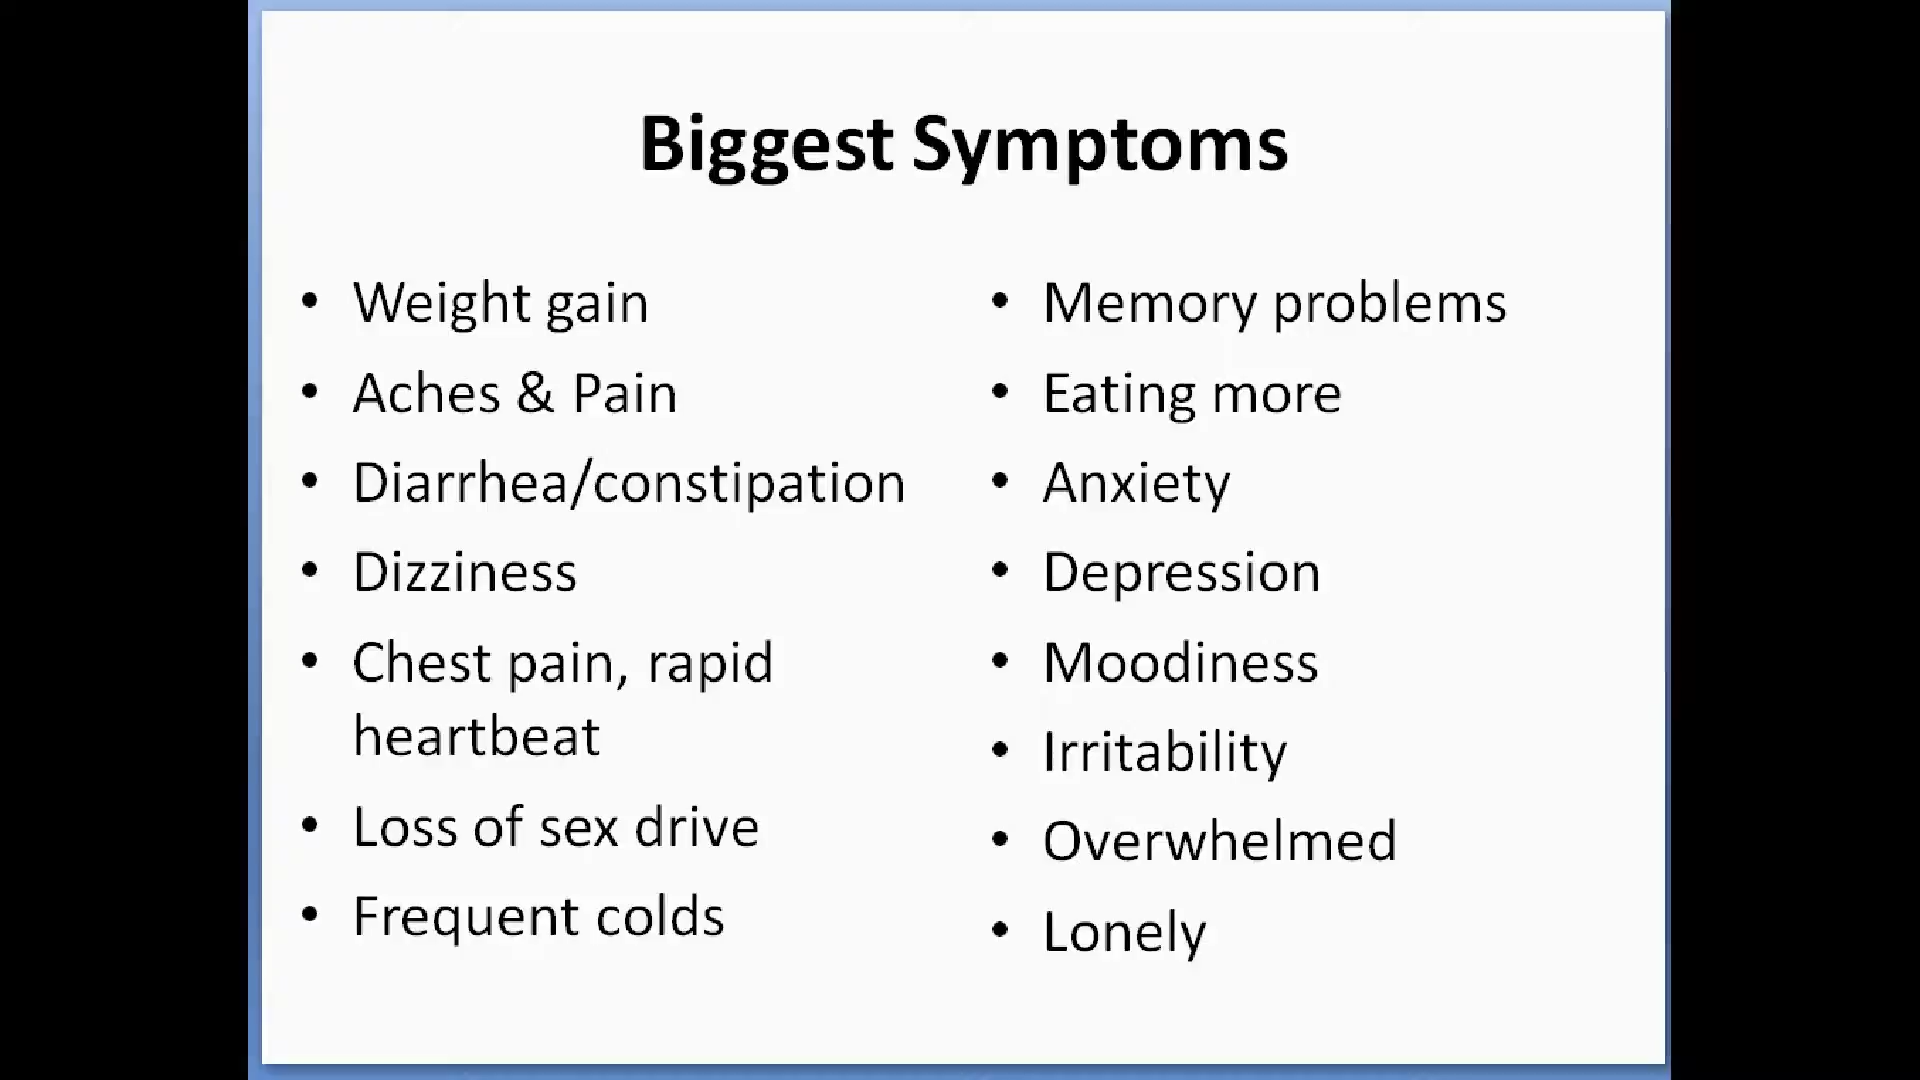 Biggest Symptoms
• Weight gain
• Aches & Pain
• Diarrhea/constipation
• Dizziness
• Chest pain, rapid
heartbeat
• Loss of sex drive
• Frequent colds
• Memory problems
• Eating more
• Anxiety
• Depression
• Moodiness
• Irritability
• Overwhelmed
• Lonely